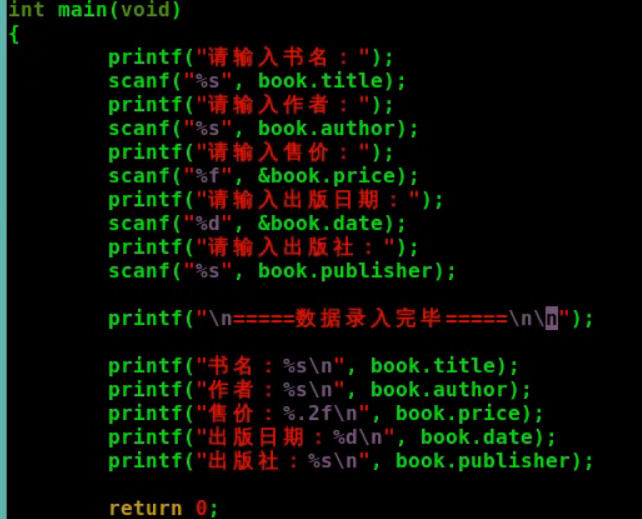 int main(void)
{
printf("请输入书名：");
scanf("%s", book.title);
printf("请输入作者：");
scanf("%s", book.author);
printf("请输入售价：");
scanf("%f", &book.price);
printf("请输入出版日期：");
scanf("%d", &book.date);
printf("请输入出版社：");
scanf("%s", book.publisher);
printf("\n=====数据录入完毕=====\n\n");
printf("书名：%s\n", book.title);
printf("作者：%s\n", book.author);
printf("售价：%.2f\n", book.price);
printf("出版日期：%d\n", book.date);
printf("出版社：%s\n", book.publisher);
return 0;